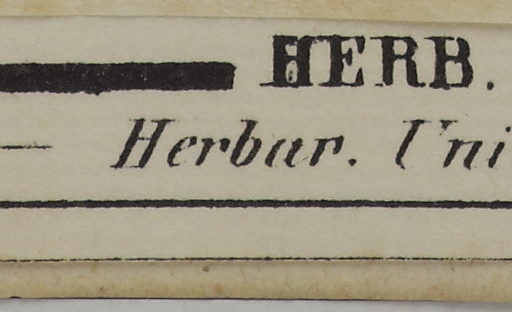 HERB.
— Herbar. Uni